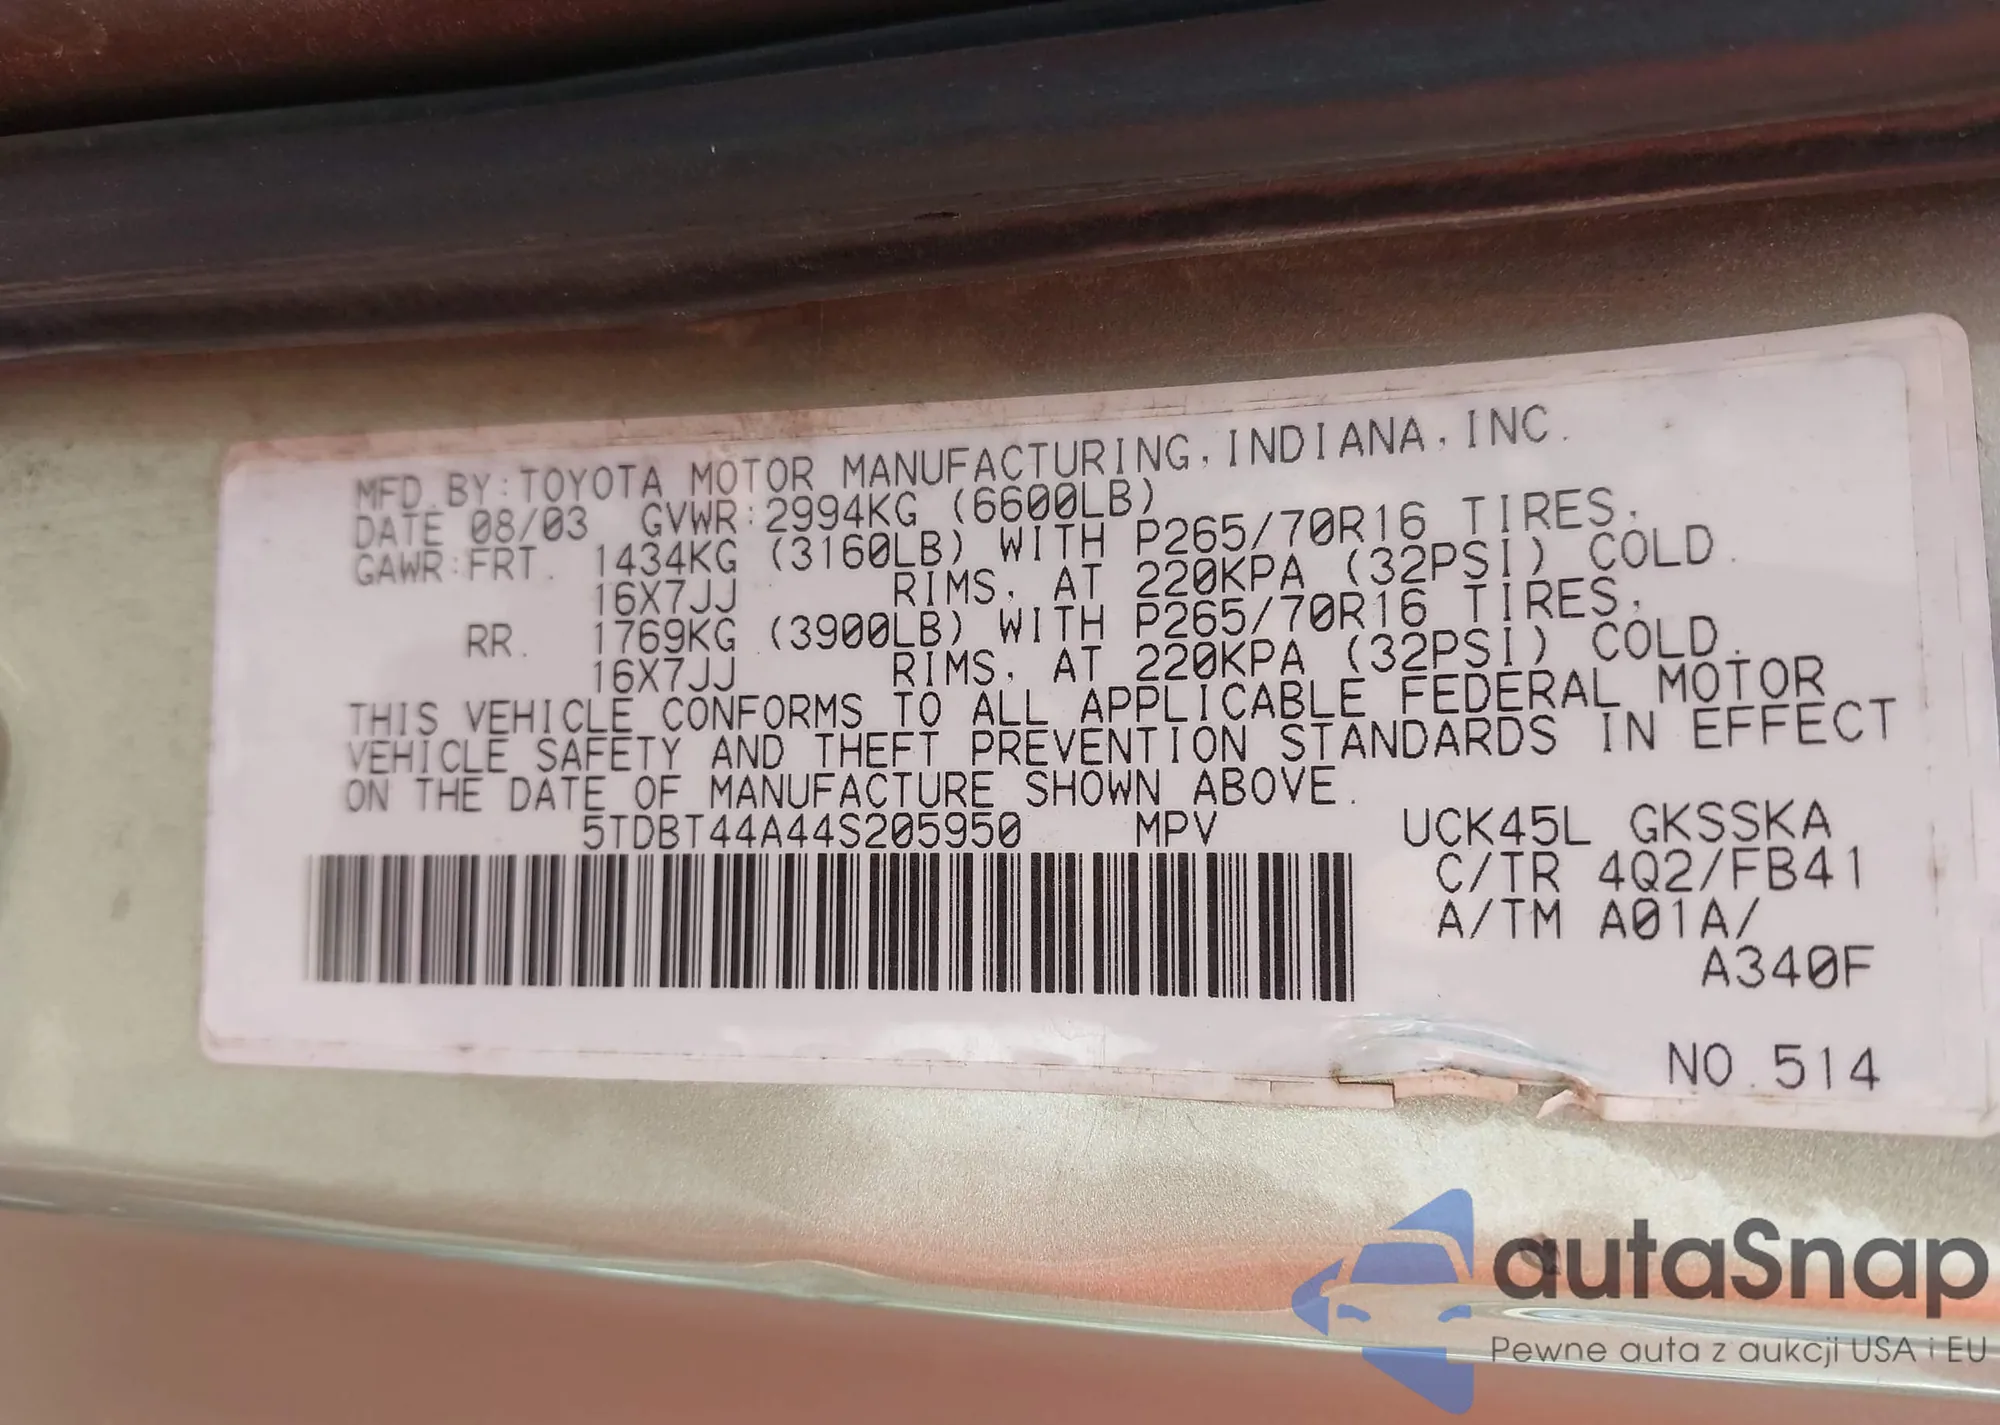 MFD. BY: TOYOTA MOTOR MANUFACTURING, INDIANA, INC.
DATE 08/03 GVWR: 2994KG (6600LB)
GAWR: FRT. 1434KG (3160LB) WITH P265/70R16 TIRES,
16X7JJ RIMS, AT 220KPA (32PSI) COLD.
RR. 1769KG (3900LB) WITH P265/70R16 TIRES,
16X7JJ RIMS, AT 220KPA (32PSI) COLD.
THIS VEHICLE CONFORMS TO ALL APPLICABLE FEDERAL MOTOR
VEHICLE SAFETY AND THEFT PREVENTION STANDARDS IN EFFECT
ON THE DATE OF MANUFACTURE SHOWN ABOVE.
5TDBT44A44S205950 MPV UCK45L GKSSKA
C/TR 4Q2/FB41
A/TM A01A/
A340F
NO.514
autaSnap
Pewne auta z aukcji USA i EU